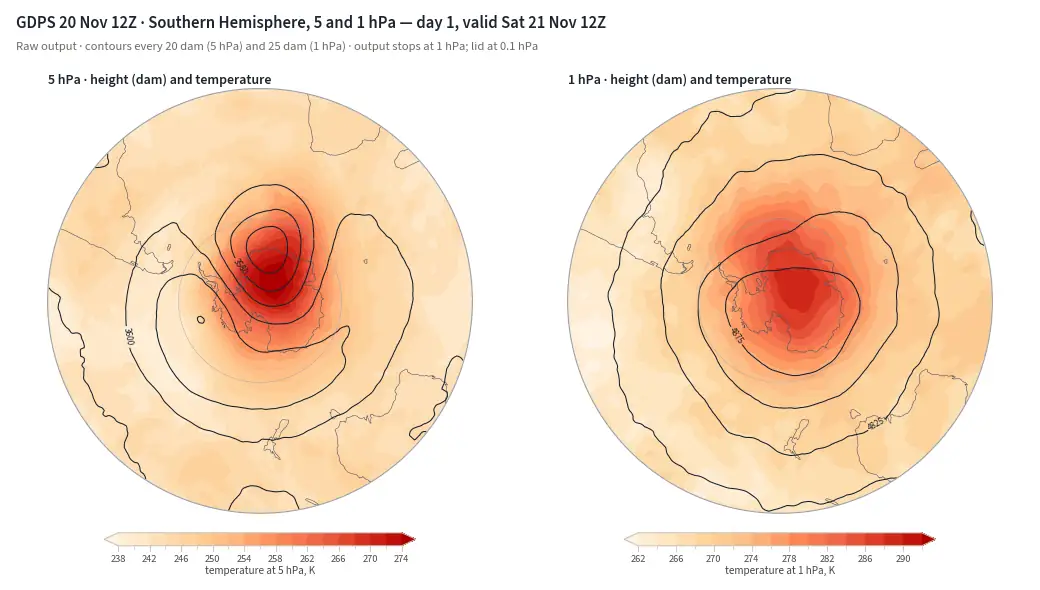 GDPS 20 Nov 12Z · Southern Hemisphere, 5 and 1 hPa — day 1, valid Sat 21 Nov 12Z
Raw output · contours every 20 dam (5 hPa) and 25 dam (1 hPa) · output stops at 1 hPa; lid at 0.1 hPa
5 hPa · height (dam) and temperature
1 hPa · height (dam) and temperature
3600
4675
4825
238 242 246 250 254 258 262 266 270 274
temperature at 5 hPa, K
262 266 270 274 278 282 286 290
temperature at 1 hPa, K